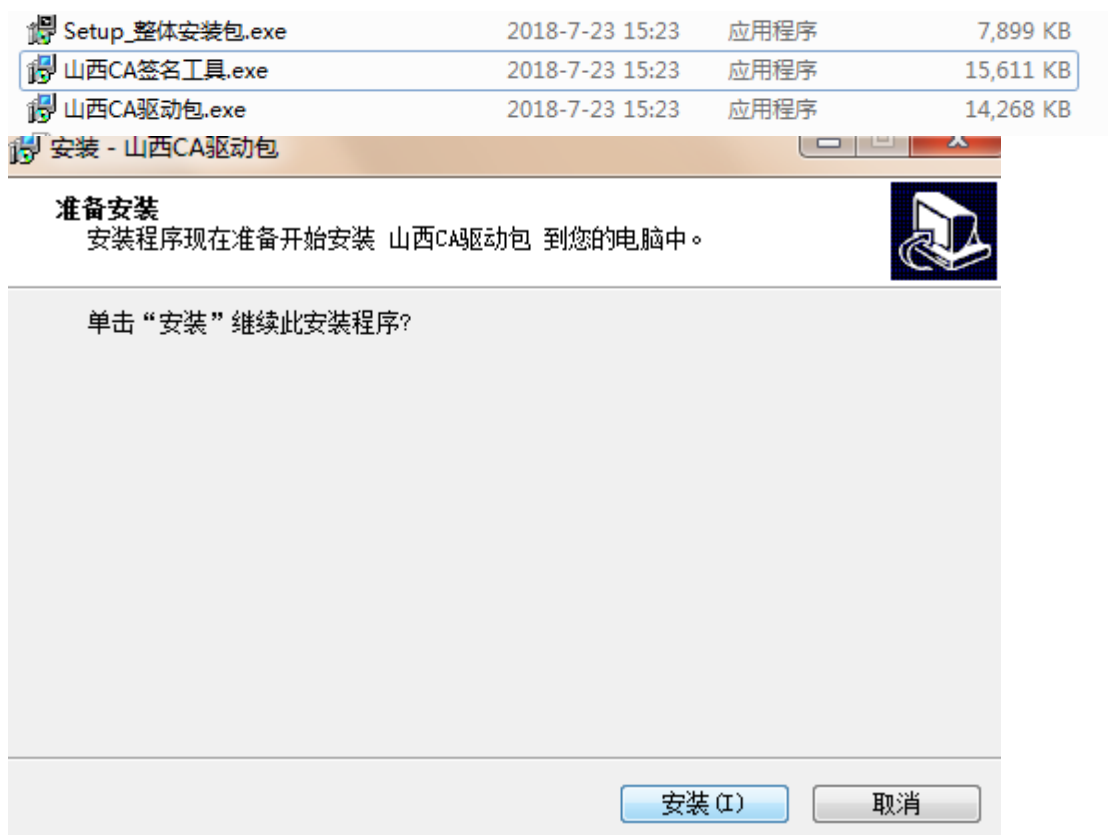 Setup_整体安装包.exe 2018-7-23 15:23 应用程序 7,899 KB
山西CA签名工具.exe 2018-7-23 15:23 应用程序 15,611 KB
山西CA驱动包.exe 2018-7-23 15:23 应用程序 14,268 KB
安装 - 山西CA驱动包
准备安装
安装程序现在准备开始安装 山西CA驱动包 到您的电脑中。
单击“安装”继续此安装程序?
安装(I) 取消